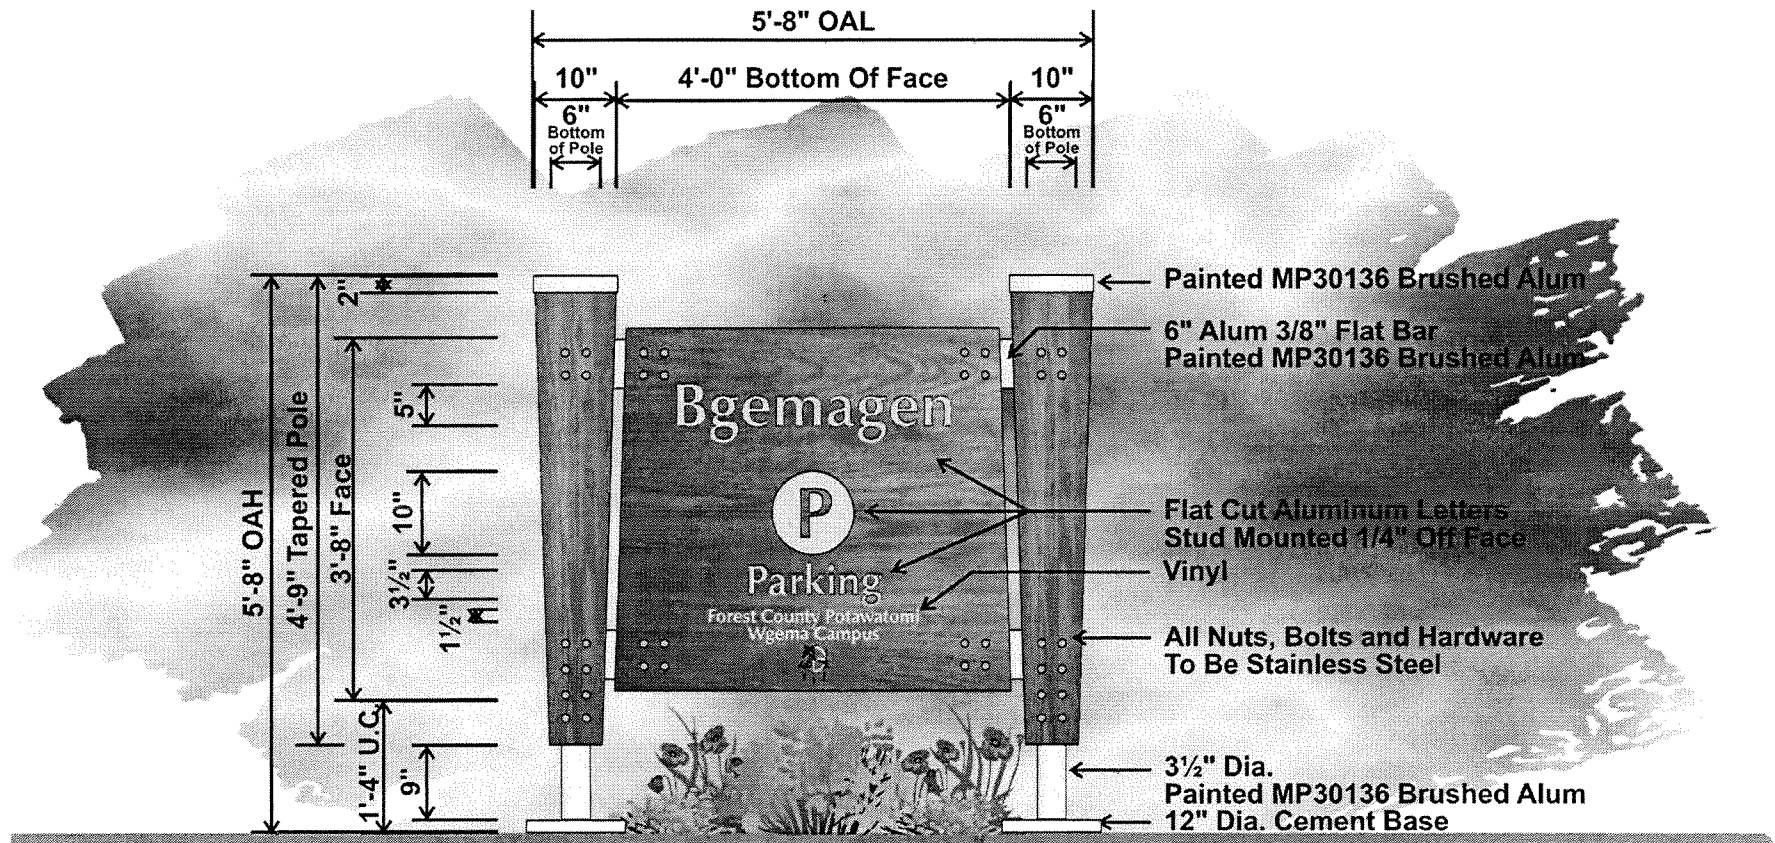 5'-8" OAL
10"
4'-0" Bottom Of Face
10"
6"
Bottom
of Pole
6"
Bottom
of Pole
2"
5"
10"
3½"
1½"
9"
5'-8" OAH
4'-9" Tapered Pole
3'-8" Face
1'-4" U.C.
Bgemagen
P
Parking
Forest County Potawatomi
Wgema Campus
Painted MP30136 Brushed Alum
6" Alum 3/8" Flat Bar
Painted MP30136 Brushed Alum
Flat Cut Aluminum Letters
Stud Mounted 1/4" Off Face
Vinyl
All Nuts, Bolts and Hardware
To Be Stainless Steel
3½" Dia.
Painted MP30136 Brushed Alum
12" Dia. Cement Base